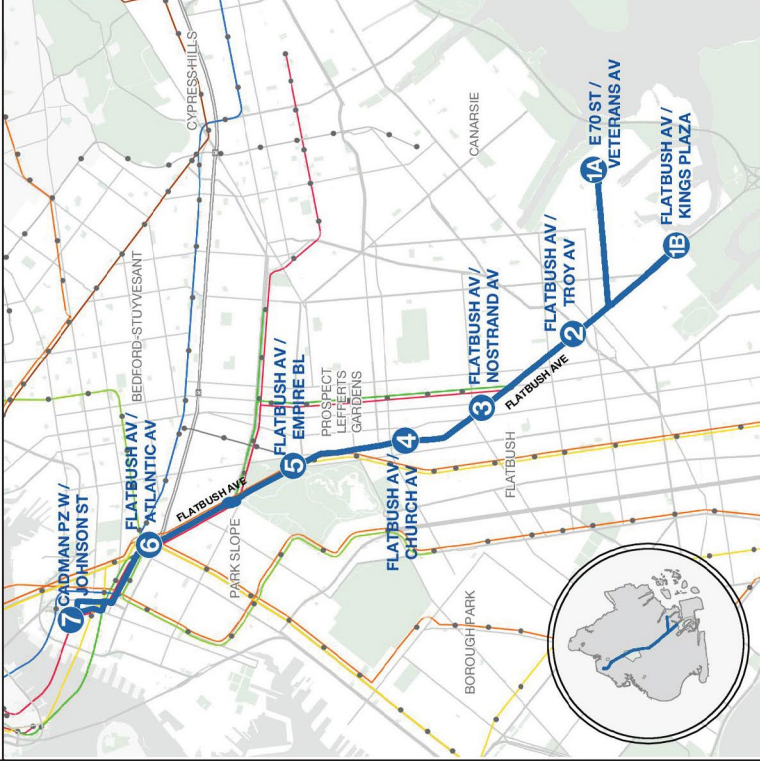 CYPRESS HILLS
BEDFORD-STUYVESANT
CANARSIE
1A
E 70 ST /
VETERANS AV
1B
FLATBUSH AV /
KINGS PLAZA
2
FLATBUSH AV /
TROY AV
FLATBUSH AVE
3
FLATBUSH AV /
NOSTRAND AV
4
FLATBUSH AV /
CHURCH AV
FLATBUSH
5
FLATBUSH AV /
EMPIRE BL
PROSPECT
LEFFERTS
GARDENS
FLATBUSH AVE
PARK SLOPE
6
FLATBUSH AV /
ATLANTIC AV
7
CADMAN PZ W /
JOHNSON ST
BOROUGH PARK